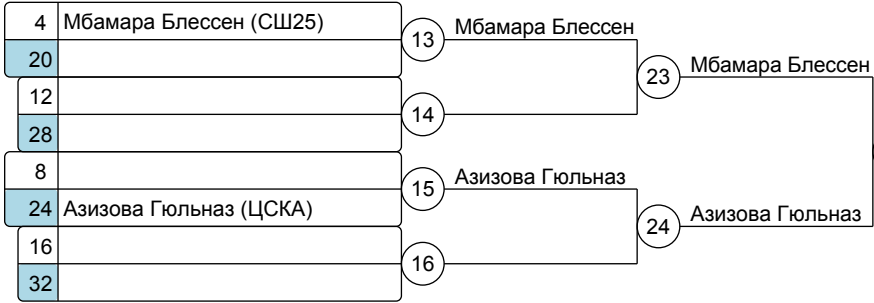 4 Мбамара Блессен (СШ25)
20
12
28
8
24 Азизова Гюльназ (ЦСКА)
16
32
13 Мбамара Блессен
14
15 Азизова Гюльназ
16
23 Мбамара Блессен
24 Азизова Гюльназ